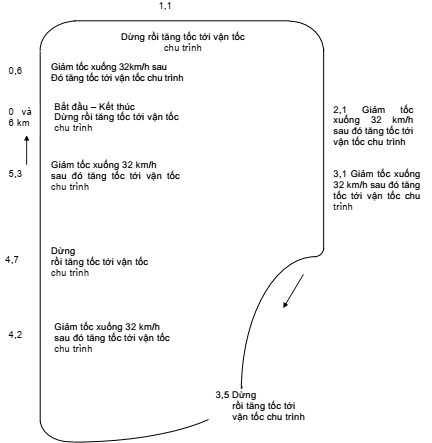 1,1
Dừng rồi tăng tốc tới vận tốc
chu trình
0,6
Giảm tốc xuống 32km/h sau
Đó tăng tốc tới vận tốc chu trình
0 và
6 km
Bắt đầu – Kết thúc
Dừng rồi tăng tốc tới vận tốc
chu trình
2,1 Giảm tốc
xuống 32 km/h
sau đó tăng tốc tới
vận tốc chu trình
5,3
Giảm tốc xuống 32 km/h
sau đó tăng tốc tới vận tốc
chu trình
3,1 Giảm tốc xuống
32 km/h sau đó tăng
tốc tới vận tốc chu
trình
4,7
Dừng
rồi tăng tốc tới vận tốc
chu trình
4,2
Giảm tốc xuống 32 km/h
sau đó tăng tốc tới vận tốc
chu trình
3,5 Dừng
rồi tăng tốc tới
vận tốc chu trình